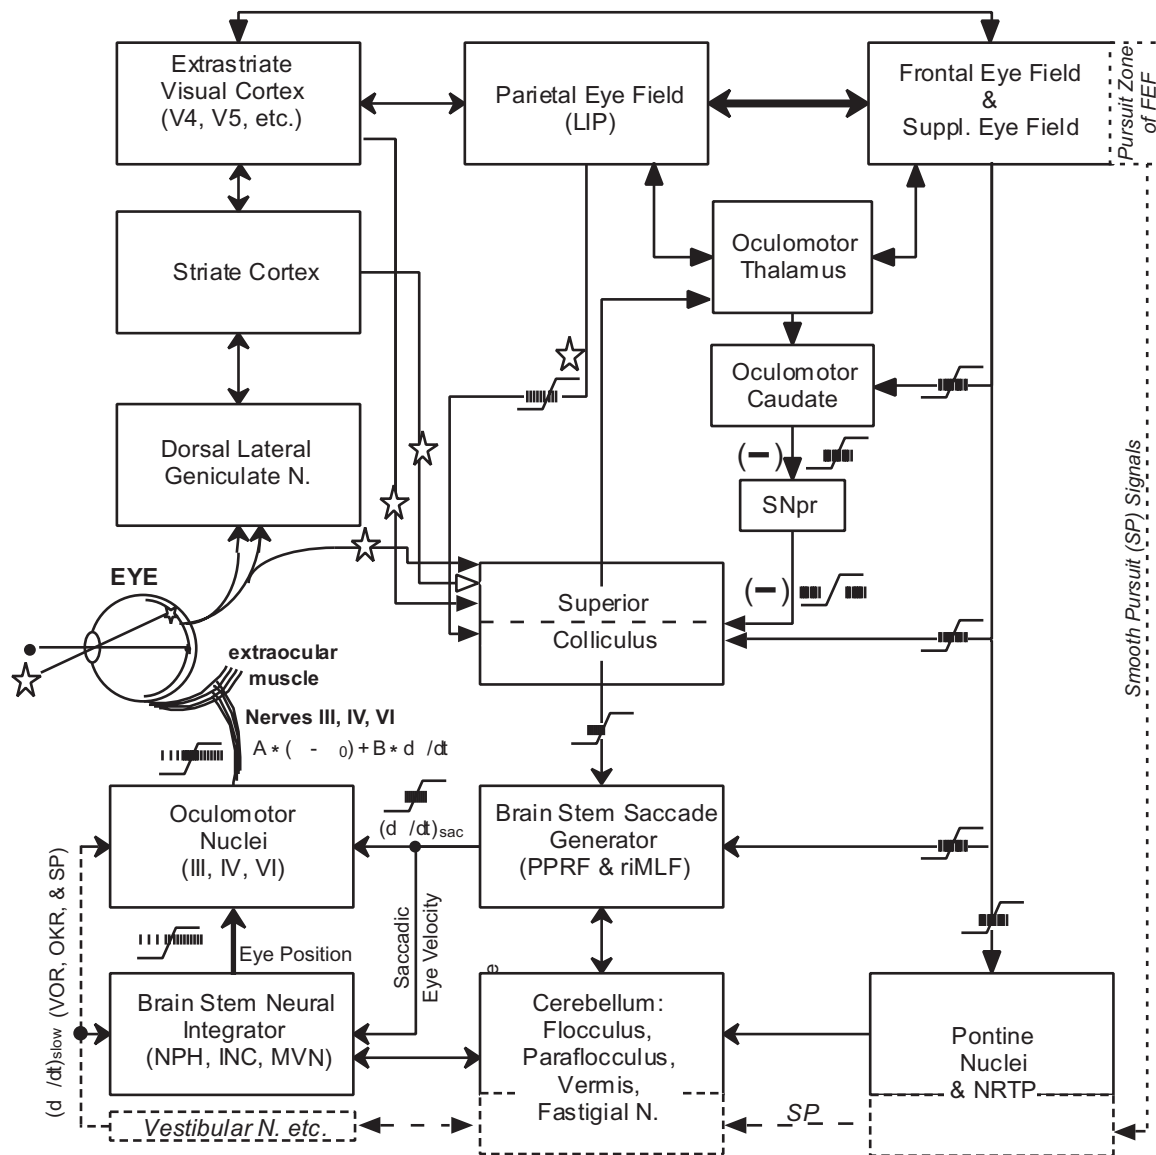 Extrastriate
Visual Cortex
(V4, V5, etc.)
Parietal Eye Field
(LIP)
Frontal Eye Field
&
Suppl. Eye Field
Pursuit Zone
of FEF
Striate Cortex
Oculomotor
Thalamus
Oculomotor
Caudate
Dorsal Lateral
Geniculate N.
(−)
SNpr
Smooth Pursuit (SP) Signals
EYE
(−)
Superior
Colliculus
extraocular
muscle
Nerves III, IV, VI
A * ( - 0) + B * d /dt
Oculomotor
Nuclei
(III, IV, VI)
(d /dt)sac
Brain Stem Saccade
Generator
(PPRF & riMLF)
(d /dt)slow (VOR, OKR, & SP)
Eye Position
Saccadic
Eye Velocity
e
Brain Stem Neural
Integrator
(NPH, INC, MVN)
Cerebellum:
Flocculus,
Paraflocculus,
Vermis,
Fastigial N.
Pontine
Nuclei
& NRTP
Vestibular N. etc.
SP